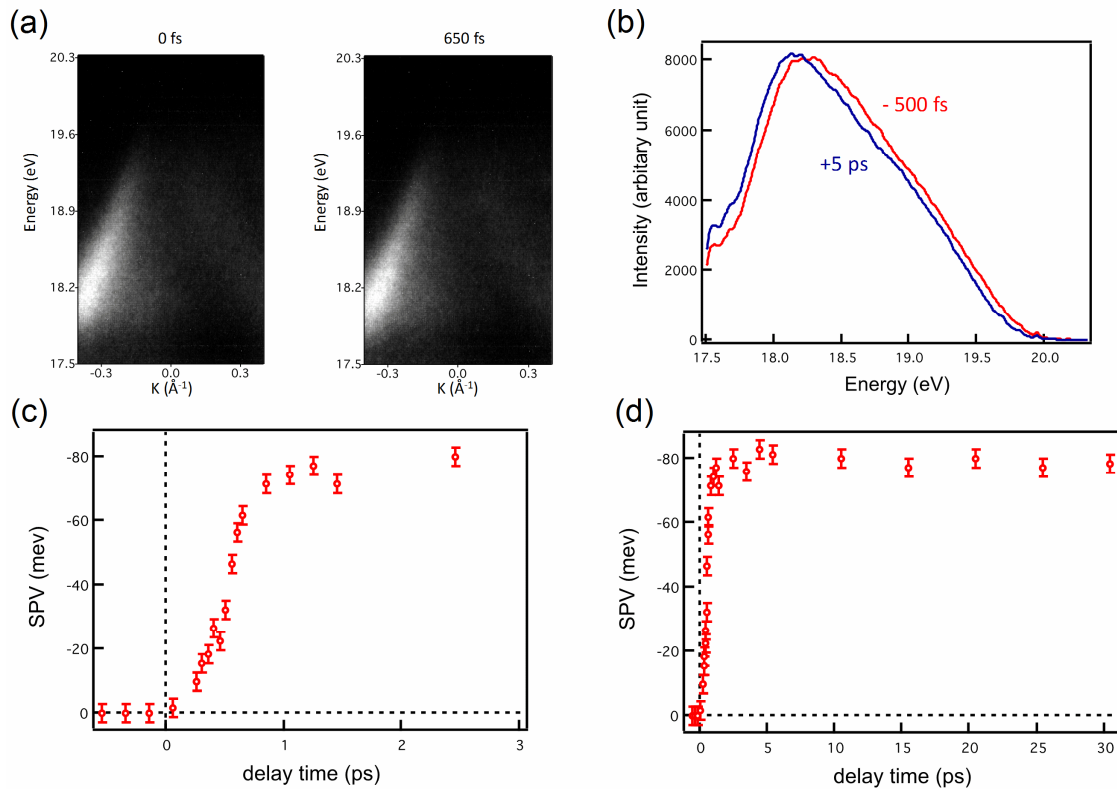 (a)
0 fs
650 fs
20.3
19.6
18.9
18.2
17.5
Energy (eV)
-0.3
0.0
0.3
K (Å⁻¹)
20.3
19.6
18.9
18.2
17.5
Energy (eV)
-0.3
0.0
0.3
K (Å⁻¹)
(b)
8000
6000
4000
2000
0
Intensity (arbitary unit)
- 500 fs
+5 ps
17.5
18.0
18.5
19.0
19.5
20.0
Energy (eV)
(c)
-80
-60
-40
-20
0
SPV (mev)
0
1
2
3
delay time (ps)
(d)
-80
-60
-40
-20
0
SPV (mev)
0
5
10
15
20
25
30
delay time (ps)